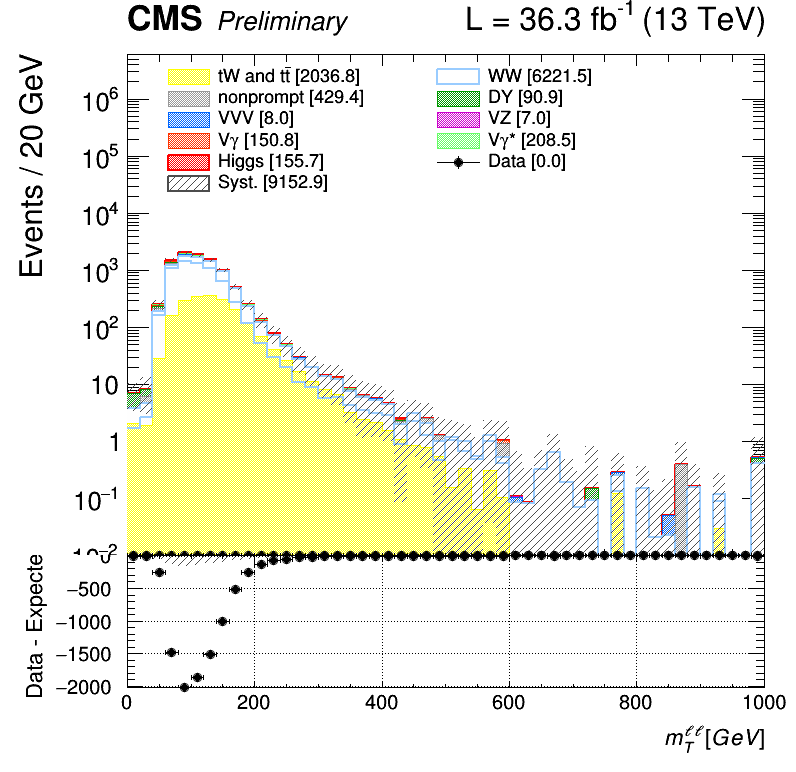 CMS Preliminary L = 36.3 fb-1 (13 TeV)
Events / 20 GeV
tW and tt̄ [2036.8]
nonprompt [429.4]
VVV [8.0]
Vγ [150.8]
Higgs [155.7]
Syst. [9152.9]
WW [6221.5]
DY [90.9]
VZ [7.0]
Vγ* [208.5]
Data [0.0]
10^6
10^5
10^4
10^3
10^2
10
1
10^−1
Data - Expecte
−500
−1000
−1500
−2000
0 200 400 600 800 1000
m_T^ℓℓ [GeV]